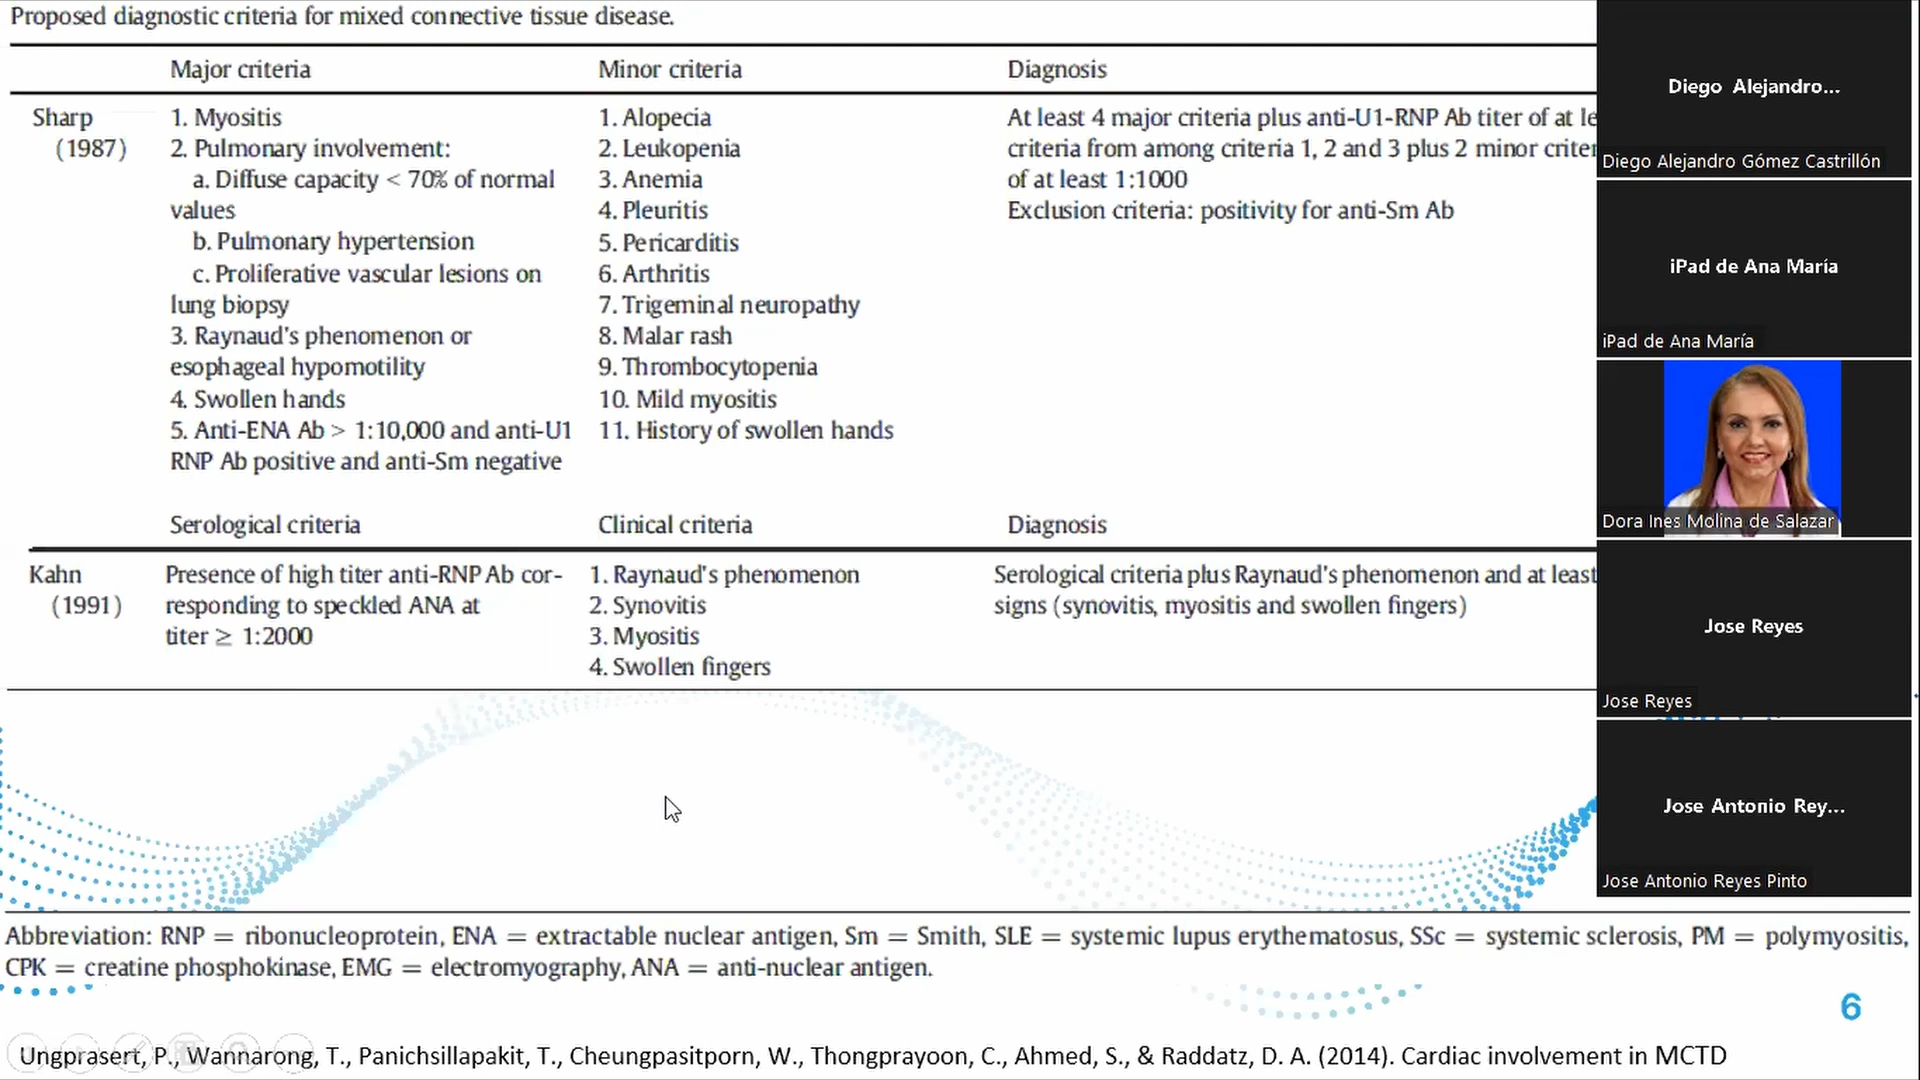 Proposed diagnostic criteria for mixed connective tissue disease.
Major criteria Minor criteria Diagnosis
Sharp (1987)
1. Myositis
2. Pulmonary involvement:
a. Diffuse capacity < 70% of normal
values
b. Pulmonary hypertension
c. Proliferative vascular lesions on
lung biopsy
3. Raynaud's phenomenon or
esophageal hypomotility
4. Swollen hands
5. Anti-ENA Ab > 1:10,000 and anti-U1
RNP Ab positive and anti-Sm negative
1. Alopecia
2. Leukopenia
3. Anemia
4. Pleuritis
5. Pericarditis
6. Arthritis
7. Trigeminal neuropathy
8. Malar rash
9. Thrombocytopenia
10. Mild myositis
11. History of swollen hands
At least 4 major criteria plus anti-U1-RNP Ab titer of at
criteria from among criteria 1, 2 and 3 plus 2 minor
of at least 1:1000
Exclusion criteria: positivity for anti-Sm Ab
Serological criteria Clinical criteria Diagnosis
Kahn
(1991)
Presence of high titer anti-RNP Ab cor-
responding to speckled ANA at
titer ≥ 1:2000
1. Raynaud's phenomenon
2. Synovitis
3. Myositis
4. Swollen fingers
Serological criteria plus Raynaud's phenomenon and at least
signs (synovitis, myositis and swollen fingers)
Abbreviation: RNP = ribonucleoprotein, ENA = extractable nuclear antigen, Sm = Smith, SLE = systemic lupus erythematosus, SSc = systemic sclerosis, PM = polymyositis,
CPK = creatine phosphokinase, EMG = electromyography, ANA = anti-nuclear antigen.
6
Ungprasert, P., Wannarong, T., Panichsillapakit, T., Cheungpasitporn, W., Thongprayoon, C., Ahmed, S., & Raddatz, D. A. (2014). Cardiac involvement in MCTD
Diego Alejandro...
Diego Alejandro Gómez Castrillón
iPad de Ana María
iPad de Ana María
Dora Ines Molina de Salazar
Jose Reyes
Jose Reyes
Jose Antonio Rey...
Jose Antonio Reyes Pinto